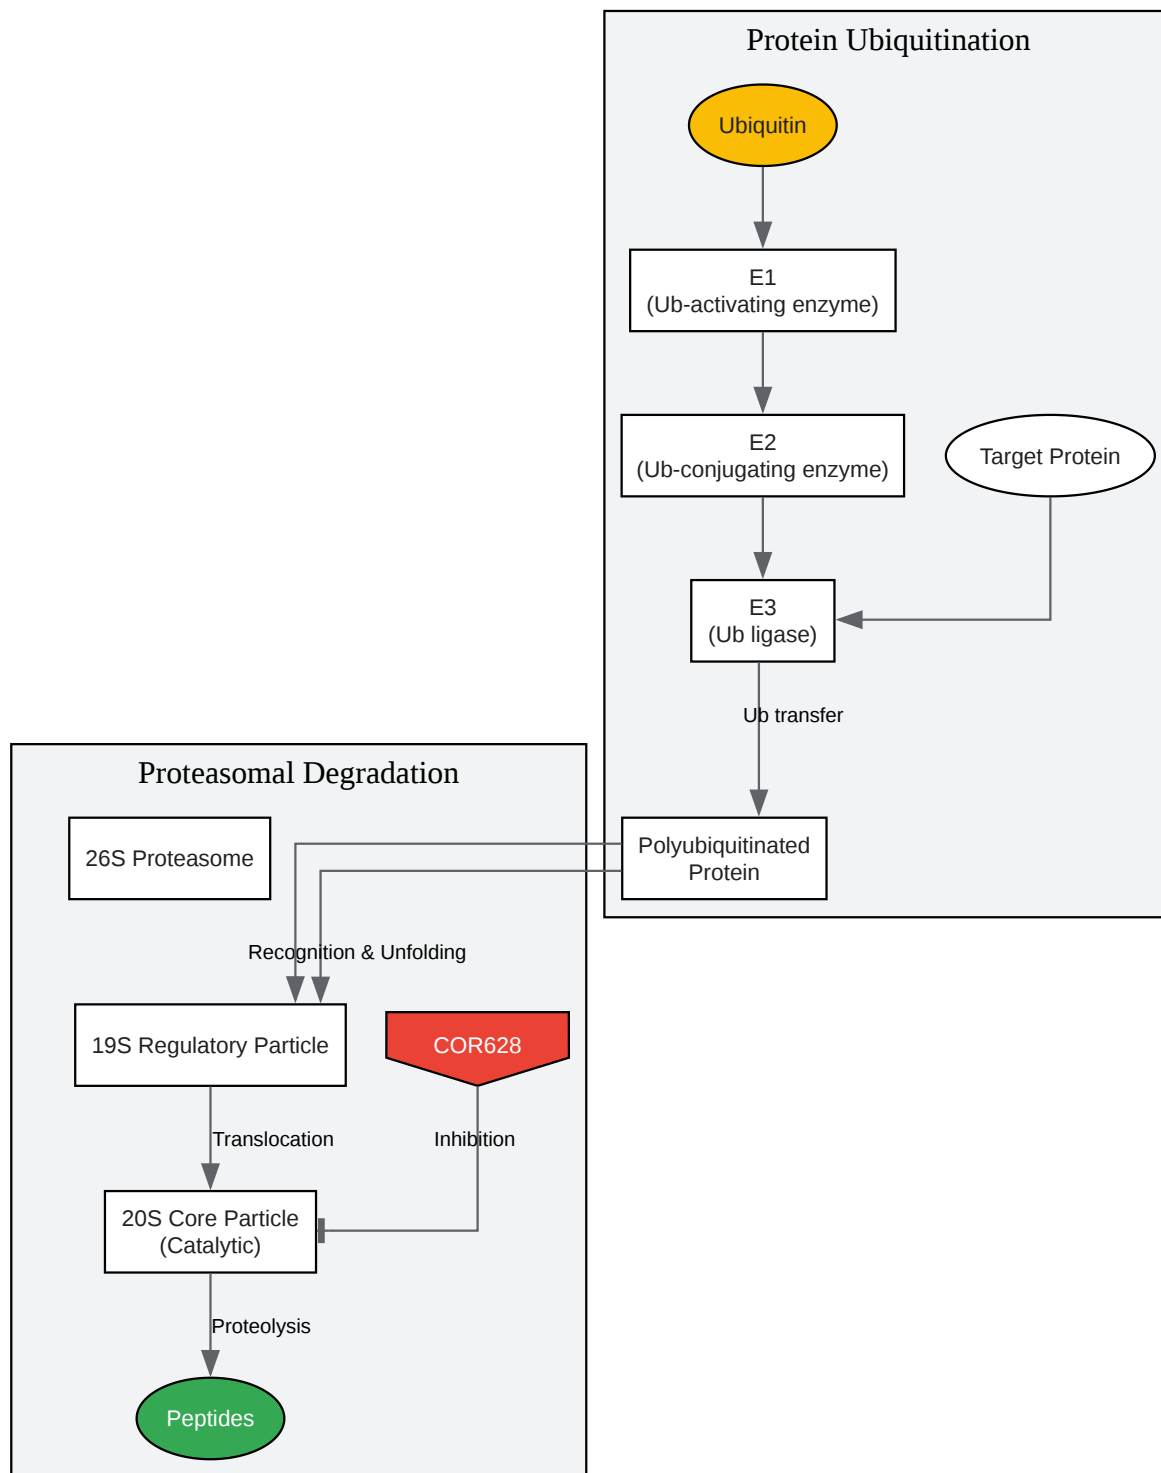 Protein Ubiquitination
Ubiquitin
E1
(Ub-activating enzyme)
E2
(Ub-conjugating enzyme)
Target Protein
E3
(Ub ligase)
Ub transfer
Polyubiquitinated
Protein
Proteasomal Degradation
26S Proteasome
Recognition & Unfolding
19S Regulatory Particle
COR628
Translocation
Inhibition
20S Core Particle
(Catalytic)
Proteolysis
Peptides